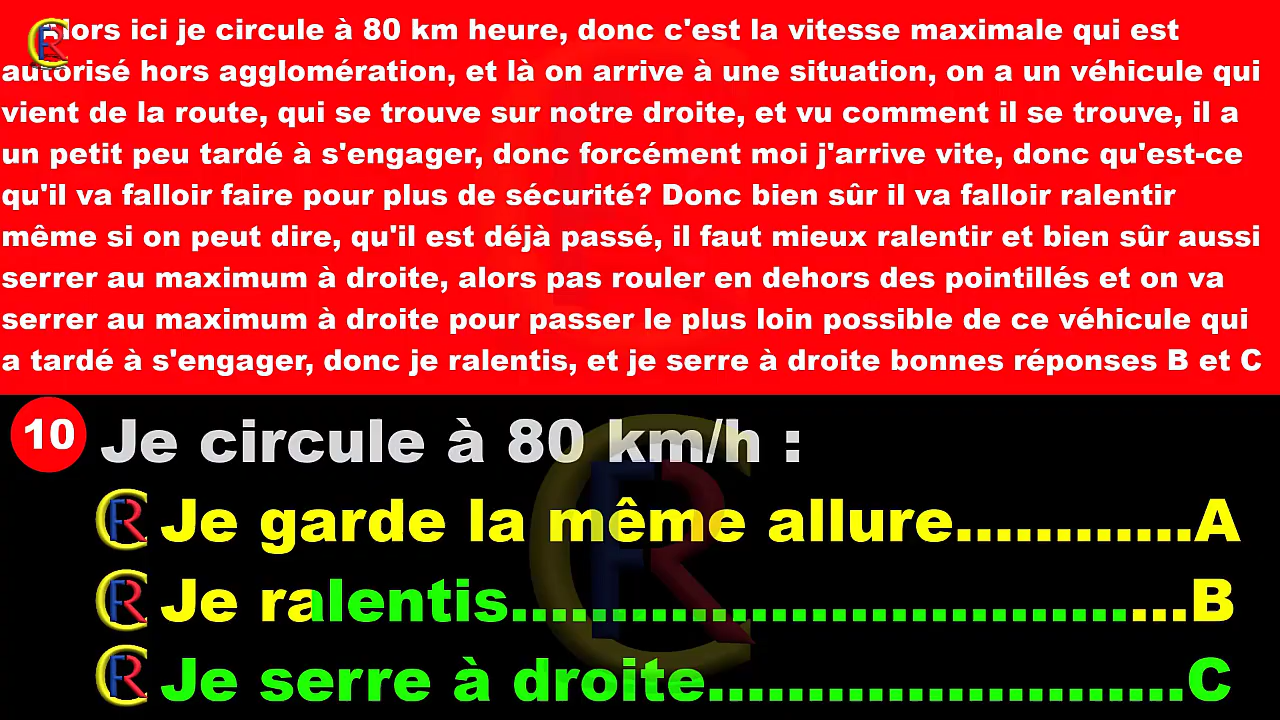 Alors ici je circule à 80 km heure, donc c'est la vitesse maximale qui est
autorisé hors agglomération, et là on arrive à une situation, on a un véhicule qui
vient de la route, qui se trouve sur notre droite, et vu comment il se trouve, il a
un petit peu tardé à s'engager, donc forcément moi j'arrive vite, donc qu'est-ce
qu'il va falloir faire pour plus de sécurité? Donc bien sûr il va falloir ralentir
même si on peut dire, qu'il est déjà passé, il faut mieux ralentir et bien sûr aussi
serrer au maximum à droite, alors pas rouler en dehors des pointillés et on va
serrer au maximum à droite pour passer le plus loin possible de ce véhicule qui
a tardé à s'engager, donc je ralentis, et je serre à droite bonnes réponses B et C
10 Je circule à 80 km/h :
Je garde la même allure............A
Je ralentis..................................B
Je serre à droite........................C